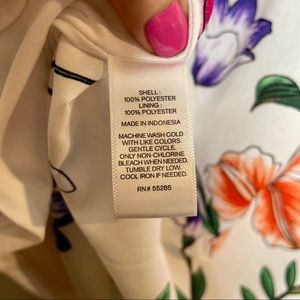 SHELL :
100% POLYESTER
LINING :
100% POLYESTER
MADE IN INDONESIA
MACHINE WASH COLD
WITH LIKE COLORS.
GENTLE CYCLE.
ONLY NON-CHLORINE
BLEACH WHEN NEEDED.
TUMBLE DRY LOW.
COOL IRON IF NEEDED.
RN# 55285